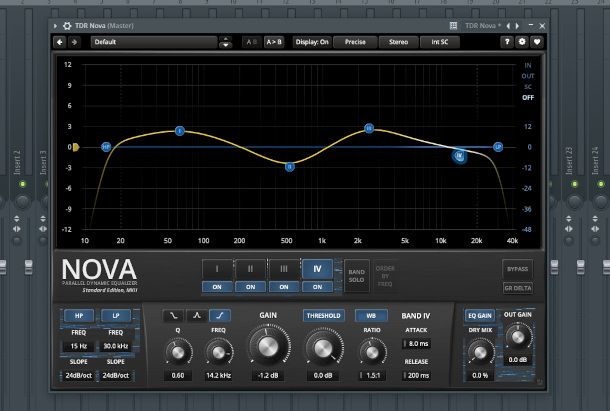 TDR Nova (Master)
TDR Nova *
Default
A B
A > B
Display: On
Precise
Stereo
Int SC
?
12
9
6
3
0
-3
-6
-9
-12
IN
OUT
SC
OFF
12
0
-12
-24
-36
-48
HP
I
II
III
IV
LP
10 20 50 100 200 500 1k 2k 5k 10k 20k 40k
Insert 2
Insert 23
Insert 24
NOVA
PARALLEL DYNAMIC EQUALIZER
Standard Edition, MKII
I II III IV
ON ON ON ON
BAND SOLO
ORDER BY FREQ
BYPASS
GR DELTA
HP LP
FREQ FREQ
15 Hz 30.0 kHz
SLOPE SLOPE
24dB/oct 24dB/oct
Q FREQ
0.60 14.2 kHz
GAIN
-1.2 dB
THRESHOLD
0.0 dB
WB
RATIO
1.5:1
BAND IV
ATTACK
8.0 ms
RELEASE
200 ms
EQ GAIN
DRY MIX
0.0 %
OUT GAIN
0.0 dB